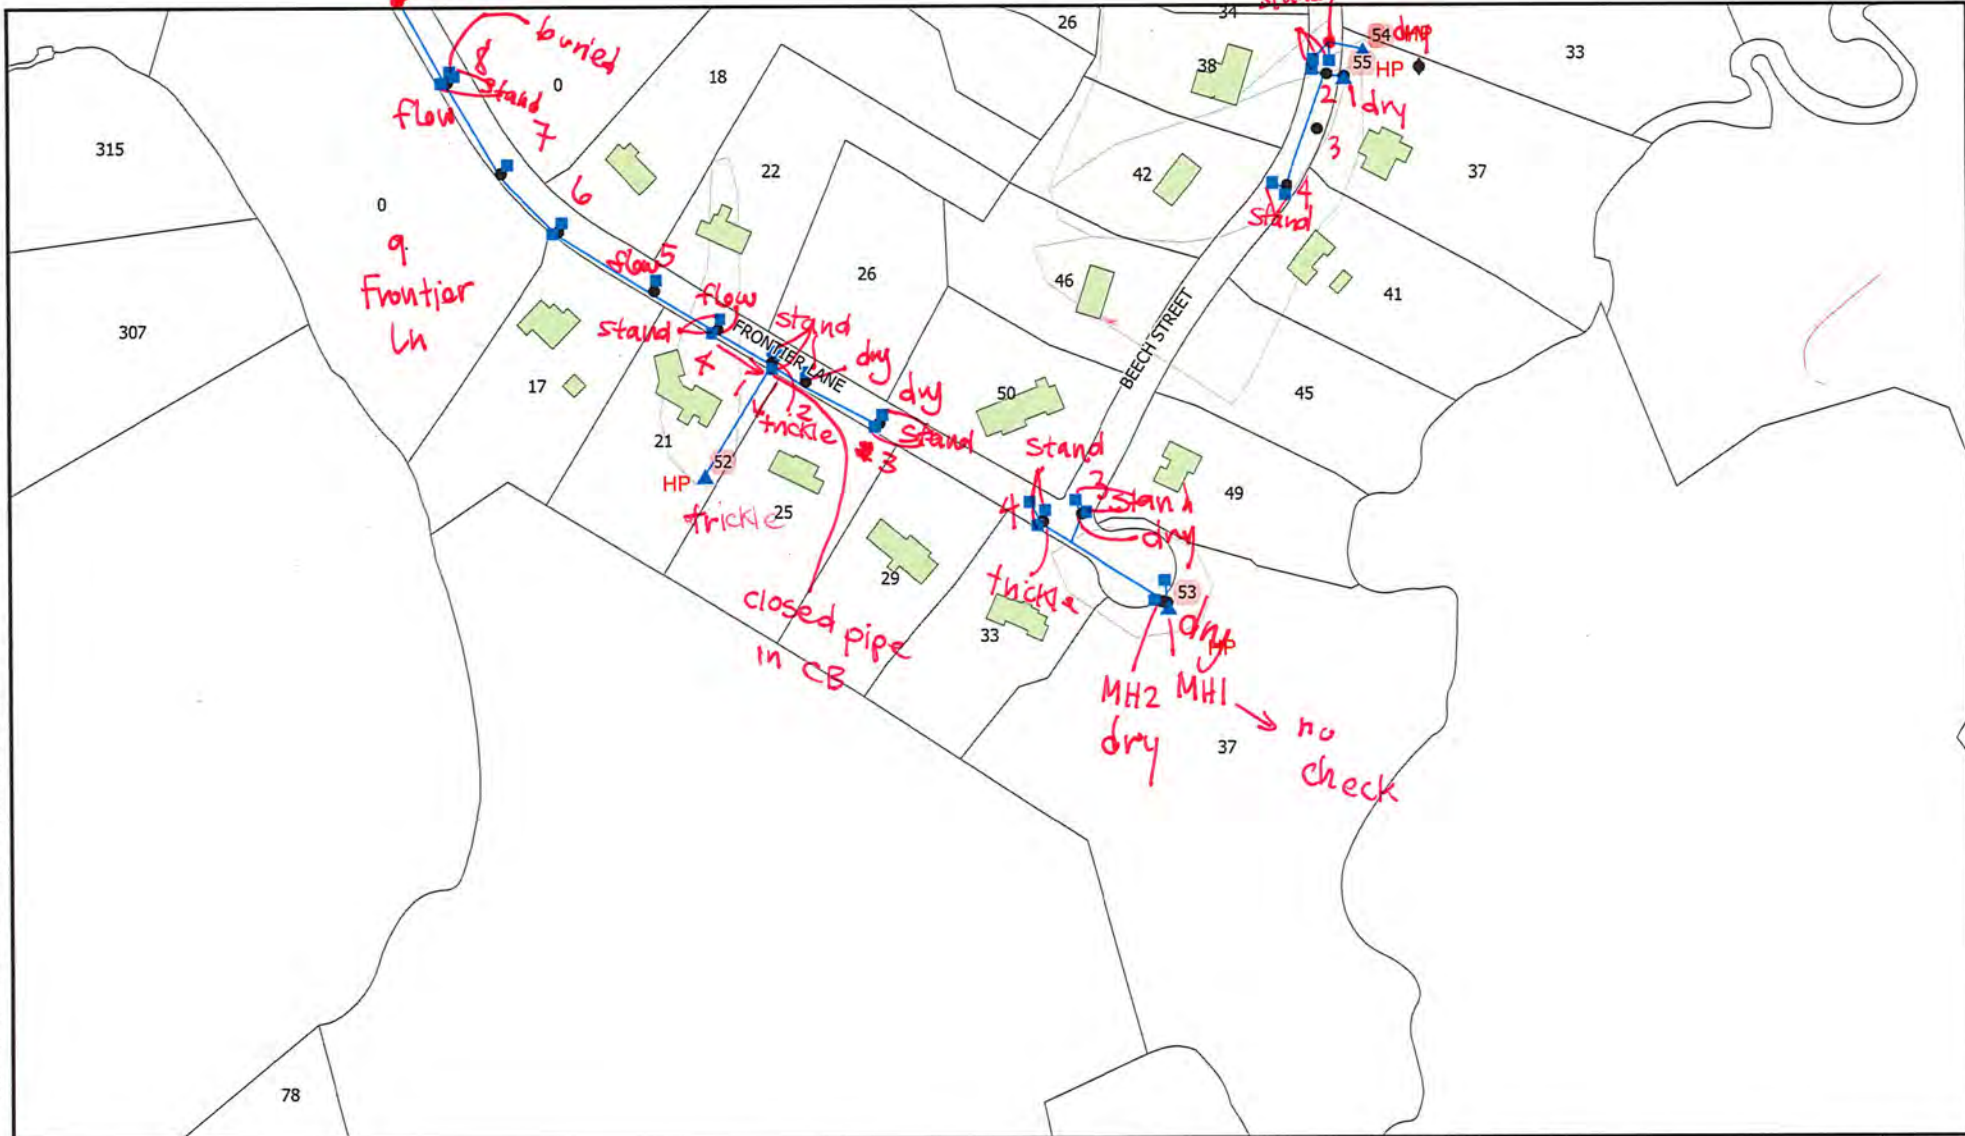 34
54
dry
26
33
buried
8
18
38
55
HP
0
stand
2
1
dry
flow
7
3
315
22
42
37
6
4
0
stand
9
Frontier
Ln
flow 5
26
46
41
flow
stand
stand
FRONTIER LANE
BEECH STREET
307
4
dry
17
1
2
dry
50
45
trickle
stand
21
3
stand
52
HP
3
49
trickle
25
4
stand
dry
29
trickle
53
closed pipe
in CB
33
dry
HP
MH2
MH1
dry
no
check
37
78